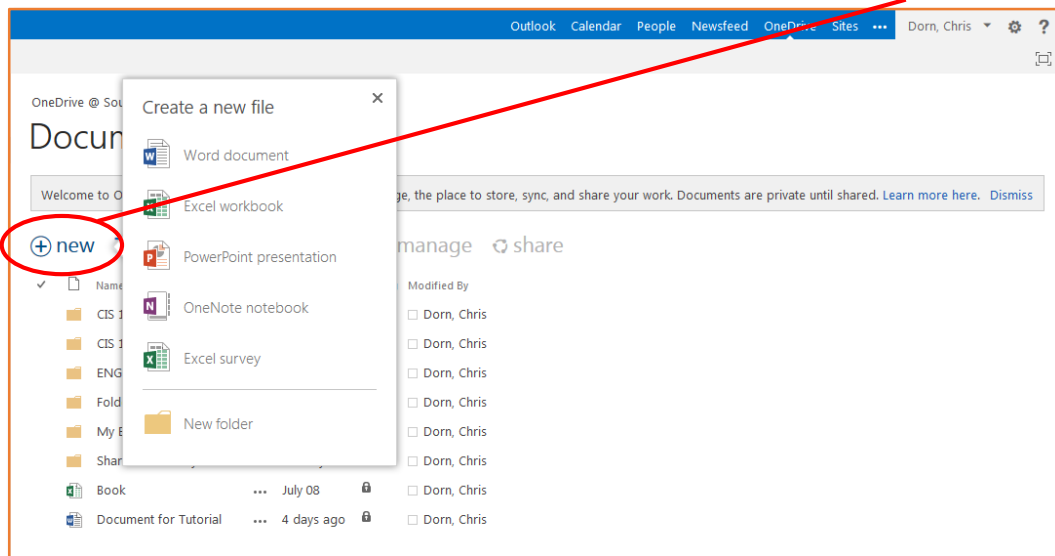 Outlook Calendar People Newsfeed OneDrive Sites ••• Dorn, Chris ?
OneDrive @ Sou
Docum
Create a new file
Word document
Excel workbook
PowerPoint presentation
OneNote notebook
Excel survey
New folder
Welcome to O
ge, the place to store, sync, and share your work. Documents are private until shared. Learn more here. Dismiss
new manage share
Name Modified By
CIS 1 Dorn, Chris
CIS 1 Dorn, Chris
ENG Dorn, Chris
Fold Dorn, Chris
My E Dorn, Chris
Shar Dorn, Chris
Book ••• July 08 Dorn, Chris
Document for Tutorial ••• 4 days ago Dorn, Chris